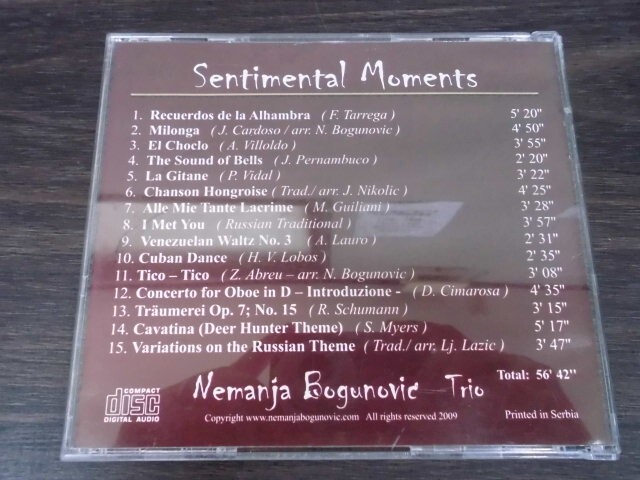 Sentimental Moments
1. Recuerdos de la Alhambra ( F. Tarrega ) 5' 20"
2. Milonga ( J. Cardoso / arr. N. Bogunovic ) 4' 50"
3. El Choclo ( A. Villoldo ) 3' 55"
4. The Sound of Bells ( J. Pernambuco ) 2' 20"
5. La Gitane ( P. Vidal ) 3' 22"
6. Chanson Hongroise ( Trad./ arr. J. Nikolic ) 4' 25"
7. Alle Mie Tante Lacrime ( M. Guiliani ) 3' 28"
8. I Met You ( Russian Traditional ) 3' 57"
9. Venezuelan Waltz No. 3 ( A. Lauro ) 2' 31"
10. Cuban Dance ( H. V. Lobos ) 2' 35"
11. Tico – Tico ( Z. Abreu – arr. N. Bogunovic ) 3' 08"
12. Concerto for Oboe in D – Introduzione - ( D. Cimarosa ) 4' 35"
13. Träumerei Op. 7; No. 15 ( R. Schumann ) 3' 15"
14. Cavatina (Deer Hunter Theme) ( S. Myers ) 5' 17"
15. Variations on the Russian Theme ( Trad./ arr. Lj. Lazic ) 3' 47"
Total: 56' 42"
Nemanja Bogunovic Trio
COMPACT
disc
DIGITAL AUDIO
Copyright www.nemanjabogunovic.com All rights reserved 2009
Printed in Serbia